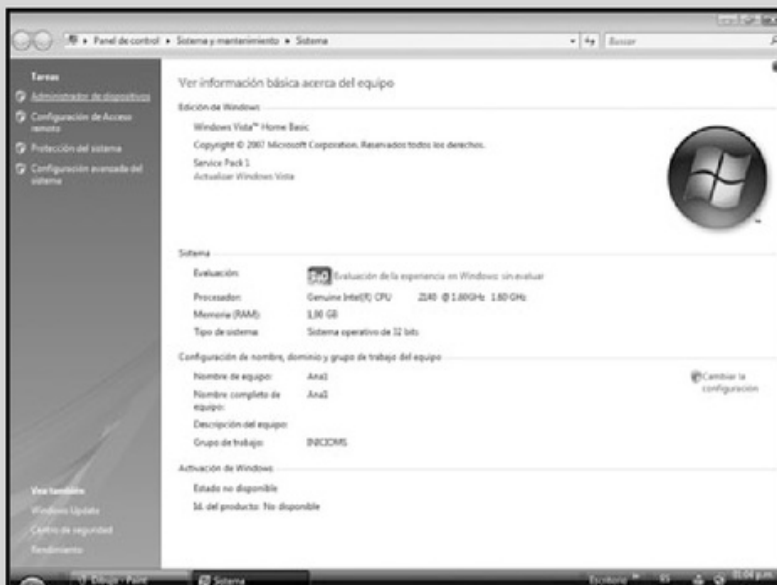 Panel de control ▸ Sistema y mantenimiento ▸ Sistema
Buscar
Tareas
Administrador de dispositivos
Configuración de Acceso
remoto
Protección del sistema
Configuración avanzada del
sistema
Ver información básica acerca del equipo
Edición de Windows
Windows Vista™ Home Basic
Copyright © 2007 Microsoft Corporation. Reservados todos los derechos.
Service Pack 1
Actualizar Windows Vista
Sistema
Evaluación:
Evaluación de la experiencia en Windows: sin evaluar
Procesador: Genuine Intel(R) CPU 2140 @ 1.60GHz 1.60 GHz
Memoria (RAM): 1,00 GB
Tipo de sistema: Sistema operativo de 32 bits
Configuración de nombre, dominio y grupo de trabajo del equipo
Nombre de equipo: Ana1
Cambiar la
configuración
Nombre completo de
equipo: Ana1
Descripción del equipo:
Grupo de trabajo: INICIOMS
Activación de Windows
Estado no disponible
Id. del producto: No disponible
Vea también
Windows Update
Centro de seguridad
Rendimiento
Dibujo - Paint
Sistema
Escritorio
ES
01:04 p.m.